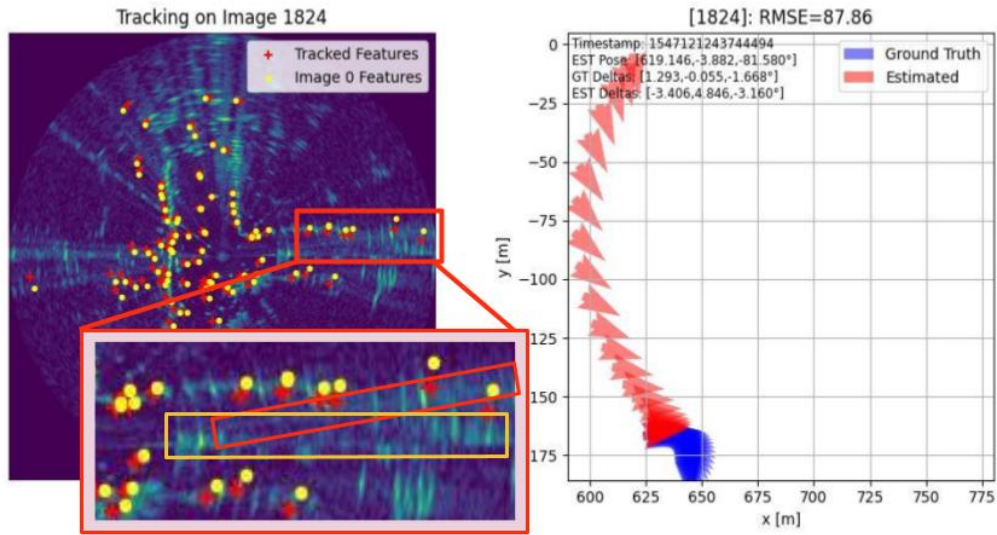 Tracking on Image 1824
Tracked Features
Image 0 Features
[1824]: RMSE=87.86
Timestamp: 1547121243744494
EST Pose: [619.146,-3.882,-81.580°]
GT Deltas: [1.293,-0.055,-1.668°]
EST Deltas: [-3.406,4.846,-3.160°]
Ground Truth
Estimated
0
−25
−50
−75
−100
125
150
175
y [m]
600
625
650
675
700
725
750
775
x [m]